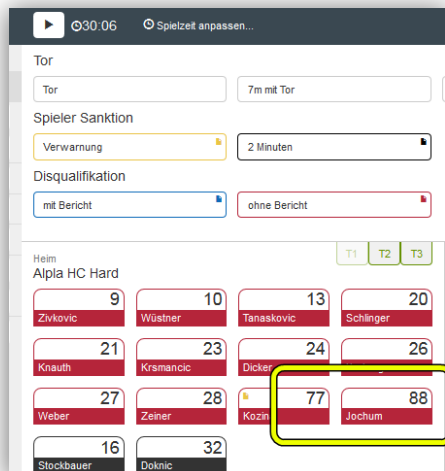 30:06 Spielzeit anpassen...
Tor
Tor 7m mit Tor
Spieler Sanktion
Verwarnung 2 Minuten
Disqualifikation
mit Bericht ohne Bericht
Heim T1 T2 T3
Alpla HC Hard
9 10 13 20
Zivkovic Wüstner Tanaskovic Schlinger
21 23 24 26
Knauth Krsmancic Dicker
27 28 77 88
Weber Zeiner Jochum
16 32
Stockbauer Doknic